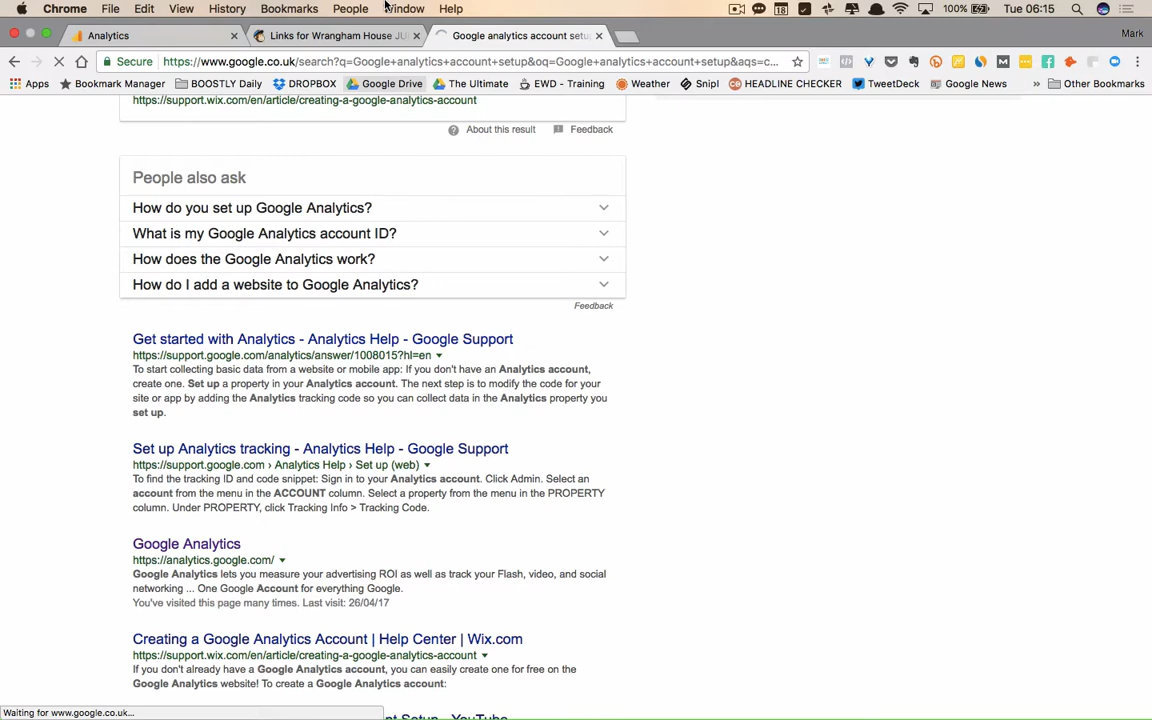 Chrome File Edit View History Bookmarks People Window Help 18 100% Tue 06:15
Analytics Links for Wrangham House JU Google analytics account setu Mark
Secure https://www.google.co.uk/search?q=Google+analytics+account+setup&oq=Google+analytics+account+setup&aqs=c...
Apps Bookmark Manager BOOSTLY Daily DROPBOX Google Drive The Ultimate EWD - Training Weather Snipl HEADLINE CHECKER TweetDeck Google News » Other Bookmarks
https://support.wix.com/en/article/creating-a-google-analytics-account
About this result Feedback
People also ask
How do you set up Google Analytics?
What is my Google Analytics account ID?
How does the Google Analytics work?
How do I add a website to Google Analytics?
Feedback
Get started with Analytics - Analytics Help - Google Support
https://support.google.com/analytics/answer/1008015?hl=en
To start collecting basic data from a website or mobile app: If you don't have an Analytics account,
create one. Set up a property in your Analytics account. The next step is to modify the code for your
site or app by adding the Analytics tracking code so you can collect data in the Analytics property you
set up.
Set up Analytics tracking - Analytics Help - Google Support
https://support.google.com › Analytics Help › Set up (web)
To find the tracking ID and code snippet: Sign in to your Analytics account. Click Admin. Select an
account from the menu in the ACCOUNT column. Select a property from the menu in the PROPERTY
column. Under PROPERTY, click Tracking Info > Tracking Code.
Google Analytics
https://analytics.google.com/
Google Analytics lets you measure your advertising ROI as well as track your Flash, video, and social
networking ... One Google Account for everything Google.
You've visited this page many times. Last visit: 26/04/17
Creating a Google Analytics Account | Help Center | Wix.com
https://support.wix.com/en/article/creating-a-google-analytics-account
If you don't already have a Google Analytics account, you can easily create one for free on the
Google Analytics website! To create a Google Analytics account:
Waiting for www.google.co.uk... Setup - YouTube